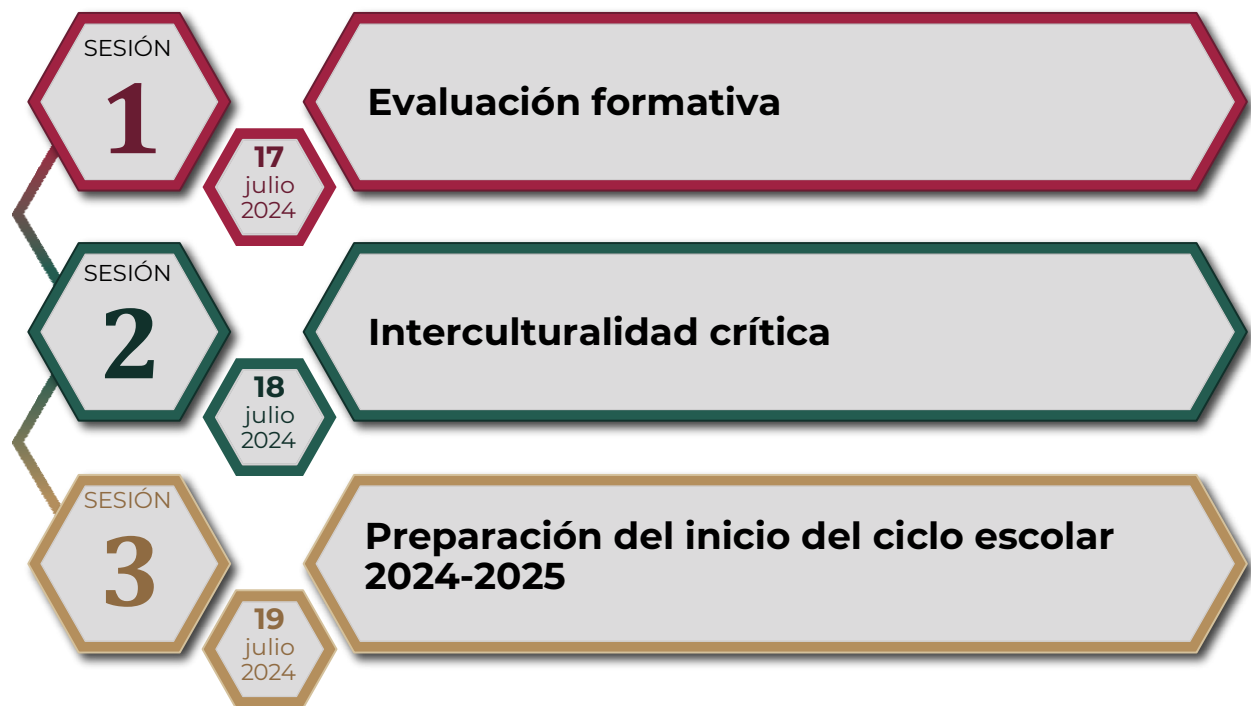 SESIÓN
1
Evaluación formativa
17
julio
2024
SESIÓN
2
Interculturalidad crítica
18
julio
2024
SESIÓN
3
Preparación del inicio del ciclo escolar
2024-2025
19
julio
2024